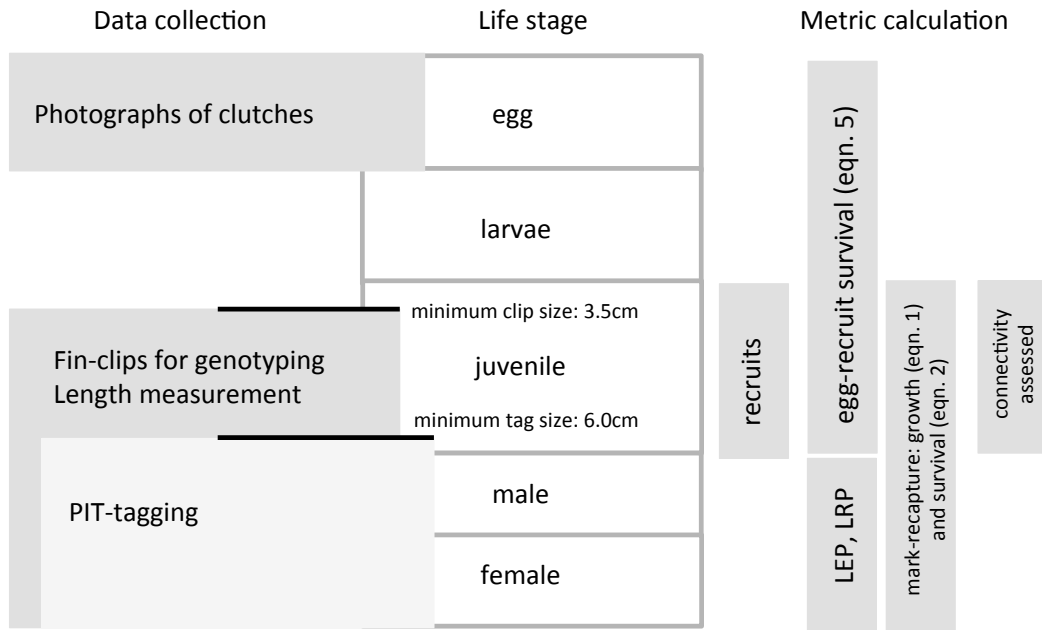 Data collection
Life stage
Metric calculation
Photographs of clutches
egg
larvae
minimum clip size: 3.5cm
Fin-clips for genotyping
Length measurement
juvenile
minimum tag size: 6.0cm
PIT-tagging
male
female
recruits
egg-recruit survival (eqn. 5)
LEP, LRP
mark-recapture: growth (eqn. 1)
and survival (eqn. 2)
connectivity
assessed